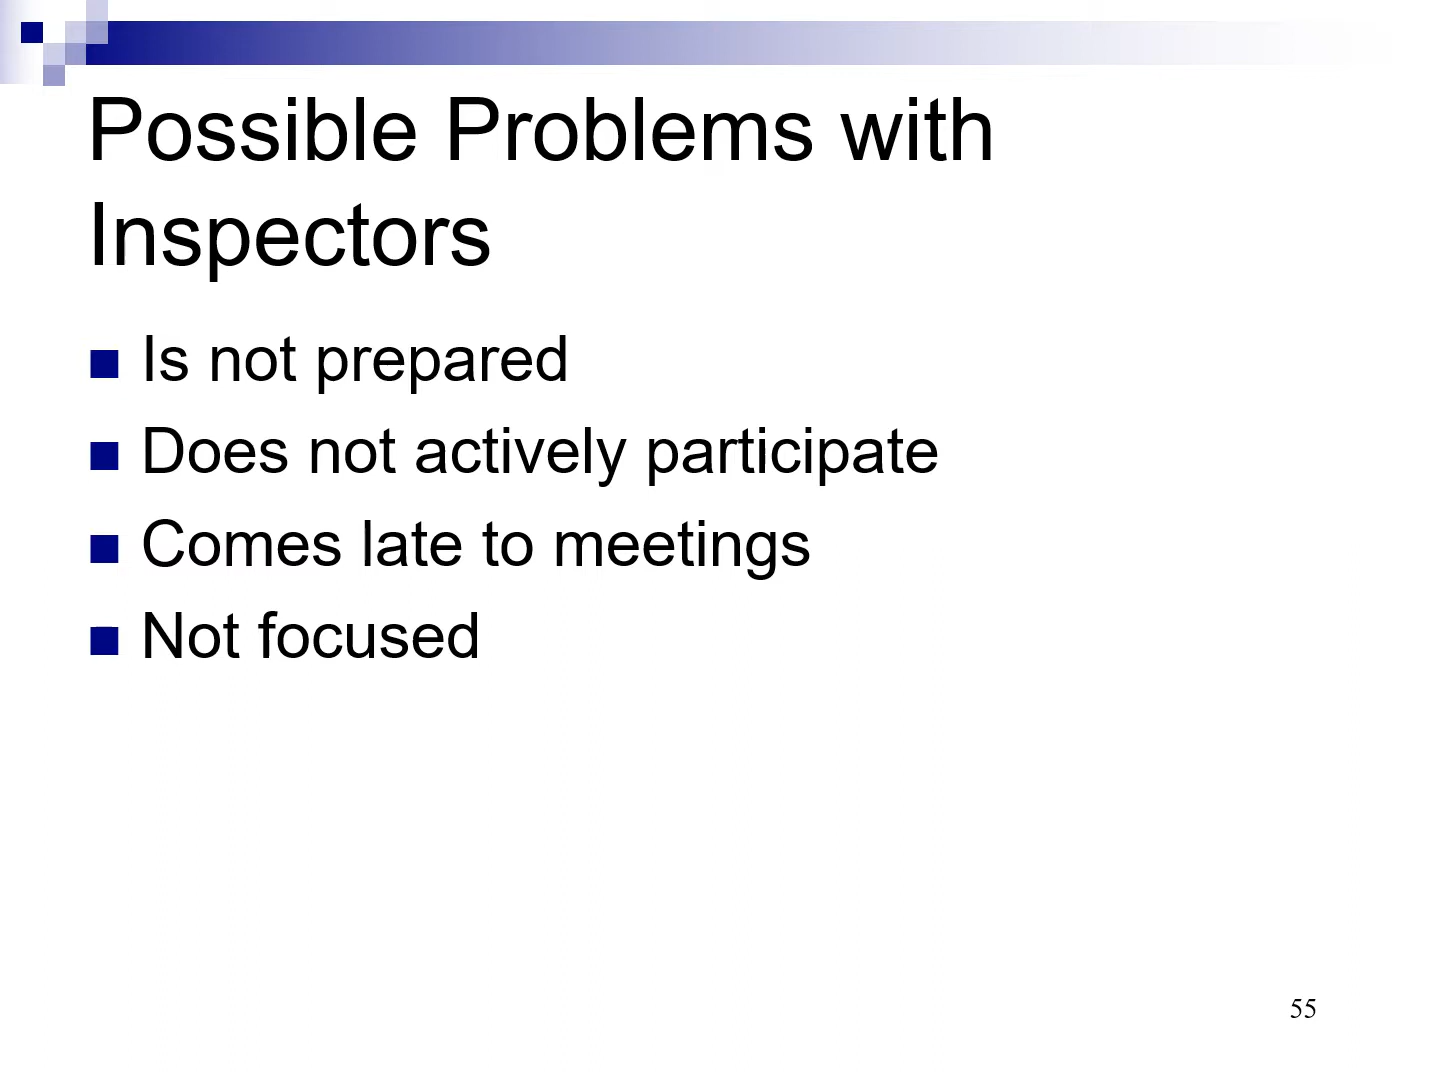 Possible Problems with
Inspectors
Is not prepared
Does not actively participate
Comes late to meetings
Not focused
55